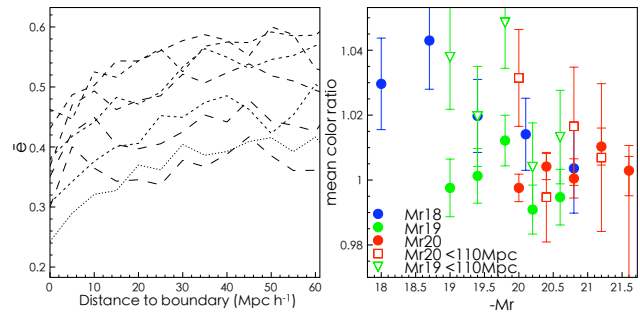 0.6
0.5
0.4
0.3
0.2
ē
0 10 20 30 40 50 60
Distance to boundary (Mpc h⁻¹)
1.04
1.02
1
0.98
mean color ratio
Mr18
Mr19
Mr20
Mr20 <110Mpc
Mr19 <110Mpc
18 18.5 19 19.5 20 20.5 21 21.5
-Mr